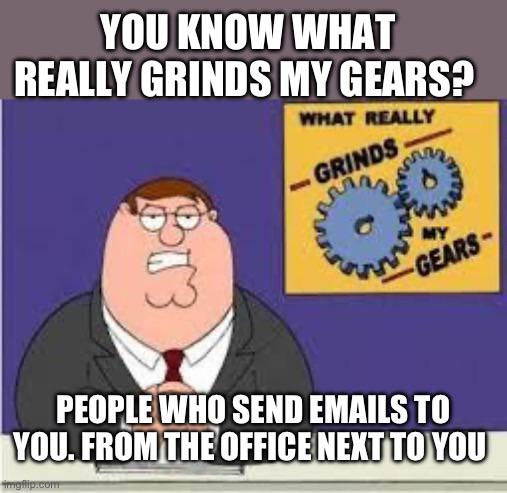 YOU KNOW WHAT
REALLY GRINDS MY GEARS?
WHAT REALLY
GRINDS
MY
GEARS
PEOPLE WHO SEND EMAILS TO
YOU. FROM THE OFFICE NEXT TO YOU
imgflip.com